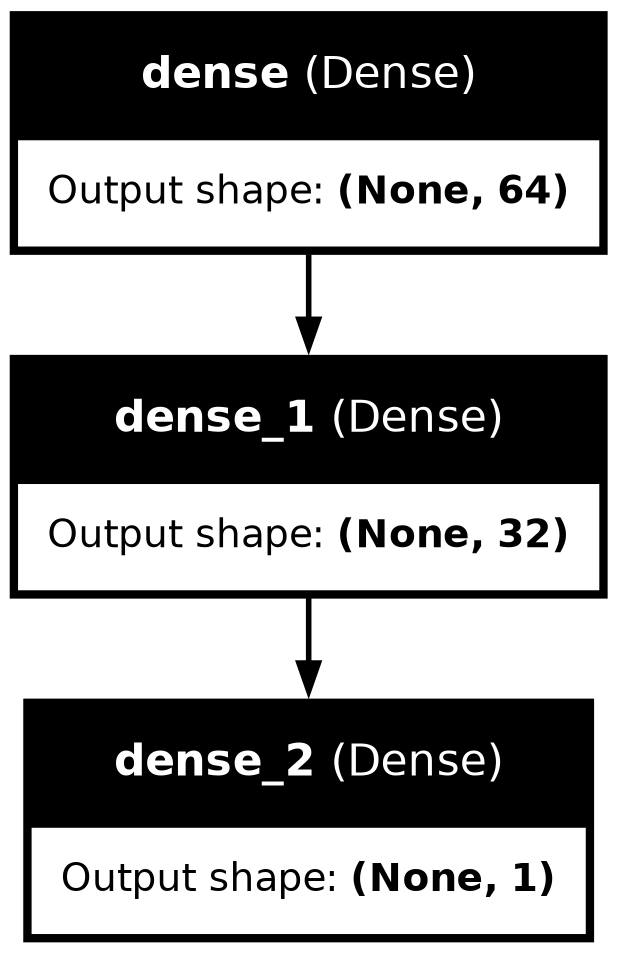 dense (Dense)
Output shape: (None, 64)
dense_1 (Dense)
Output shape: (None, 32)
dense_2 (Dense)
Output shape: (None, 1)